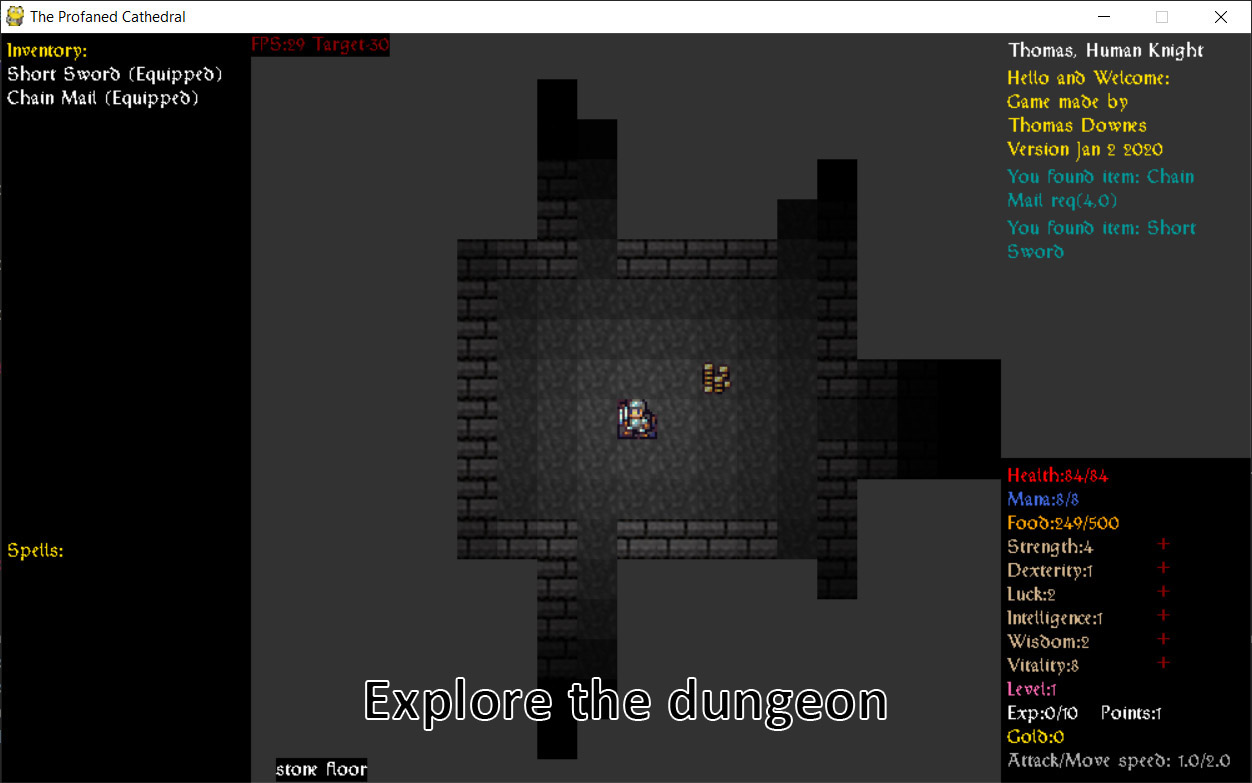 The Profaned Cathedral
Inventory:
Short Sword (Equipped)
Chain Mail (Equipped)
Spells:
FPS:29 Target:30
Thomas, Human Knight
Hello and Welcome:
Game made by
Thomas Downes
Version Jan 2 2020
You found item: Chain
Mail req(4,0)
You found item: Short
Sword
Health:84/84
Mana:8/8
Food:249/500
Strength:4 +
Dexterity:1 +
Luck:2 +
Intelligence:1 +
Wisdom:2 +
Vitality:8 +
Level:1
Exp:0/10 Points:1
Gold:0
Attack/Move speed: 1.0/2.0
Explore the dungeon
stone floor